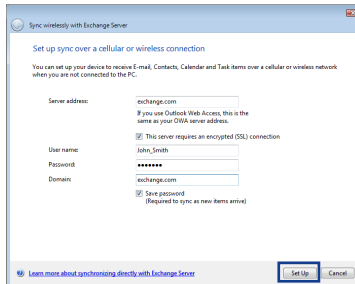 Sync wirelessly with Exchange Server
Set up sync over a cellular or wireless connection
You can set up your device to receive E-mail, Contacts, Calendar and Task items over a cellular or wireless network
when you are not connected to the PC.
Server address:
exchange.com
If you use Outlook Web Access, this is the
same as your OWA server address.
This server requires an encrypted (SSL) connection
User name:
John_Smith
Password:
•••••••
Domain:
exchange.com
Save password
(Required to sync as new items arrive)
Learn more about synchronizing directly with Exchange Server
Set Up
Cancel